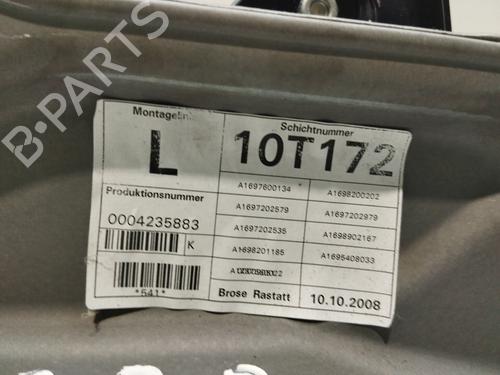 B-PARTS
Montagelin
L
Produktionsnummer
0004235883
K
*541*
Schichtnummer
10T172
A1697600134 A1698200202
A1697202579 A1697202979
A1697202535 A1698902167
A1698201185 A1695408033
Brose Rastatt 10.10.2008